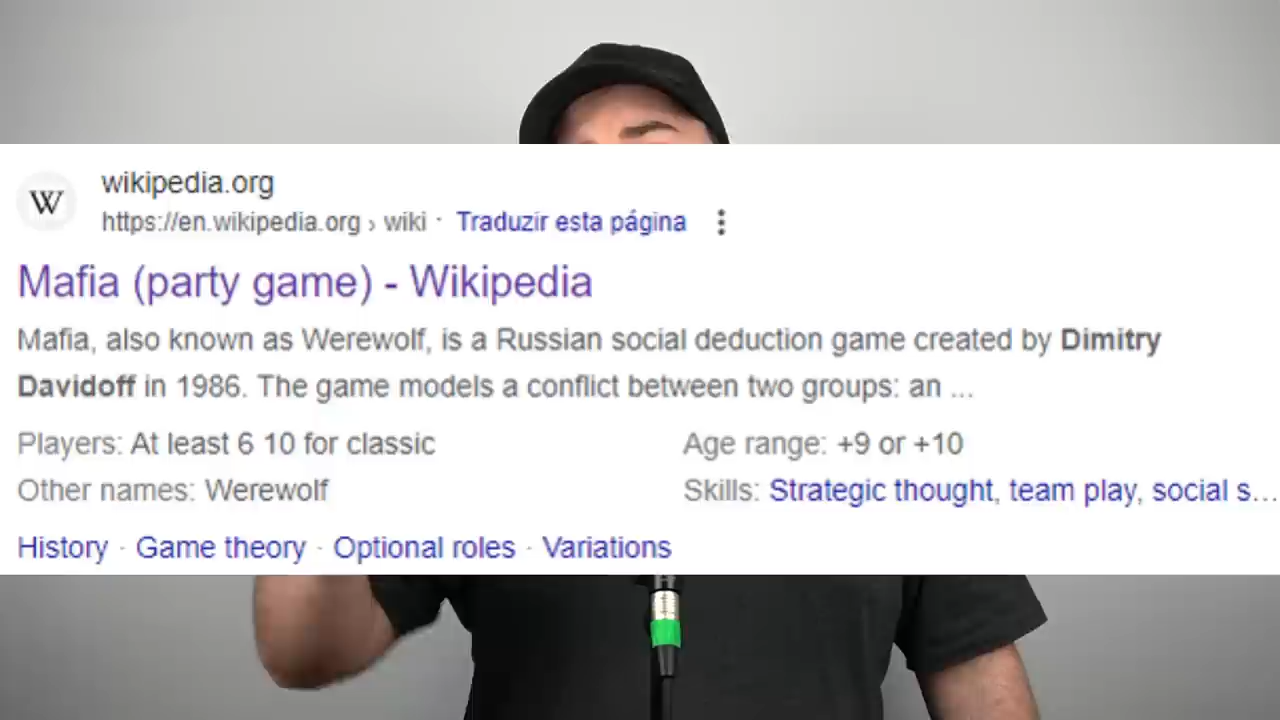 W
wikipedia.org
https://en.wikipedia.org › wiki · Traduzir esta página
Mafia (party game) - Wikipedia
Mafia, also known as Werewolf, is a Russian social deduction game created by Dimitry
Davidoff in 1986. The game models a conflict between two groups: an ...
Players: At least 6 10 for classic
Age range: +9 or +10
Other names: Werewolf
Skills: Strategic thought, team play, social s...
History · Game theory · Optional roles · Variations